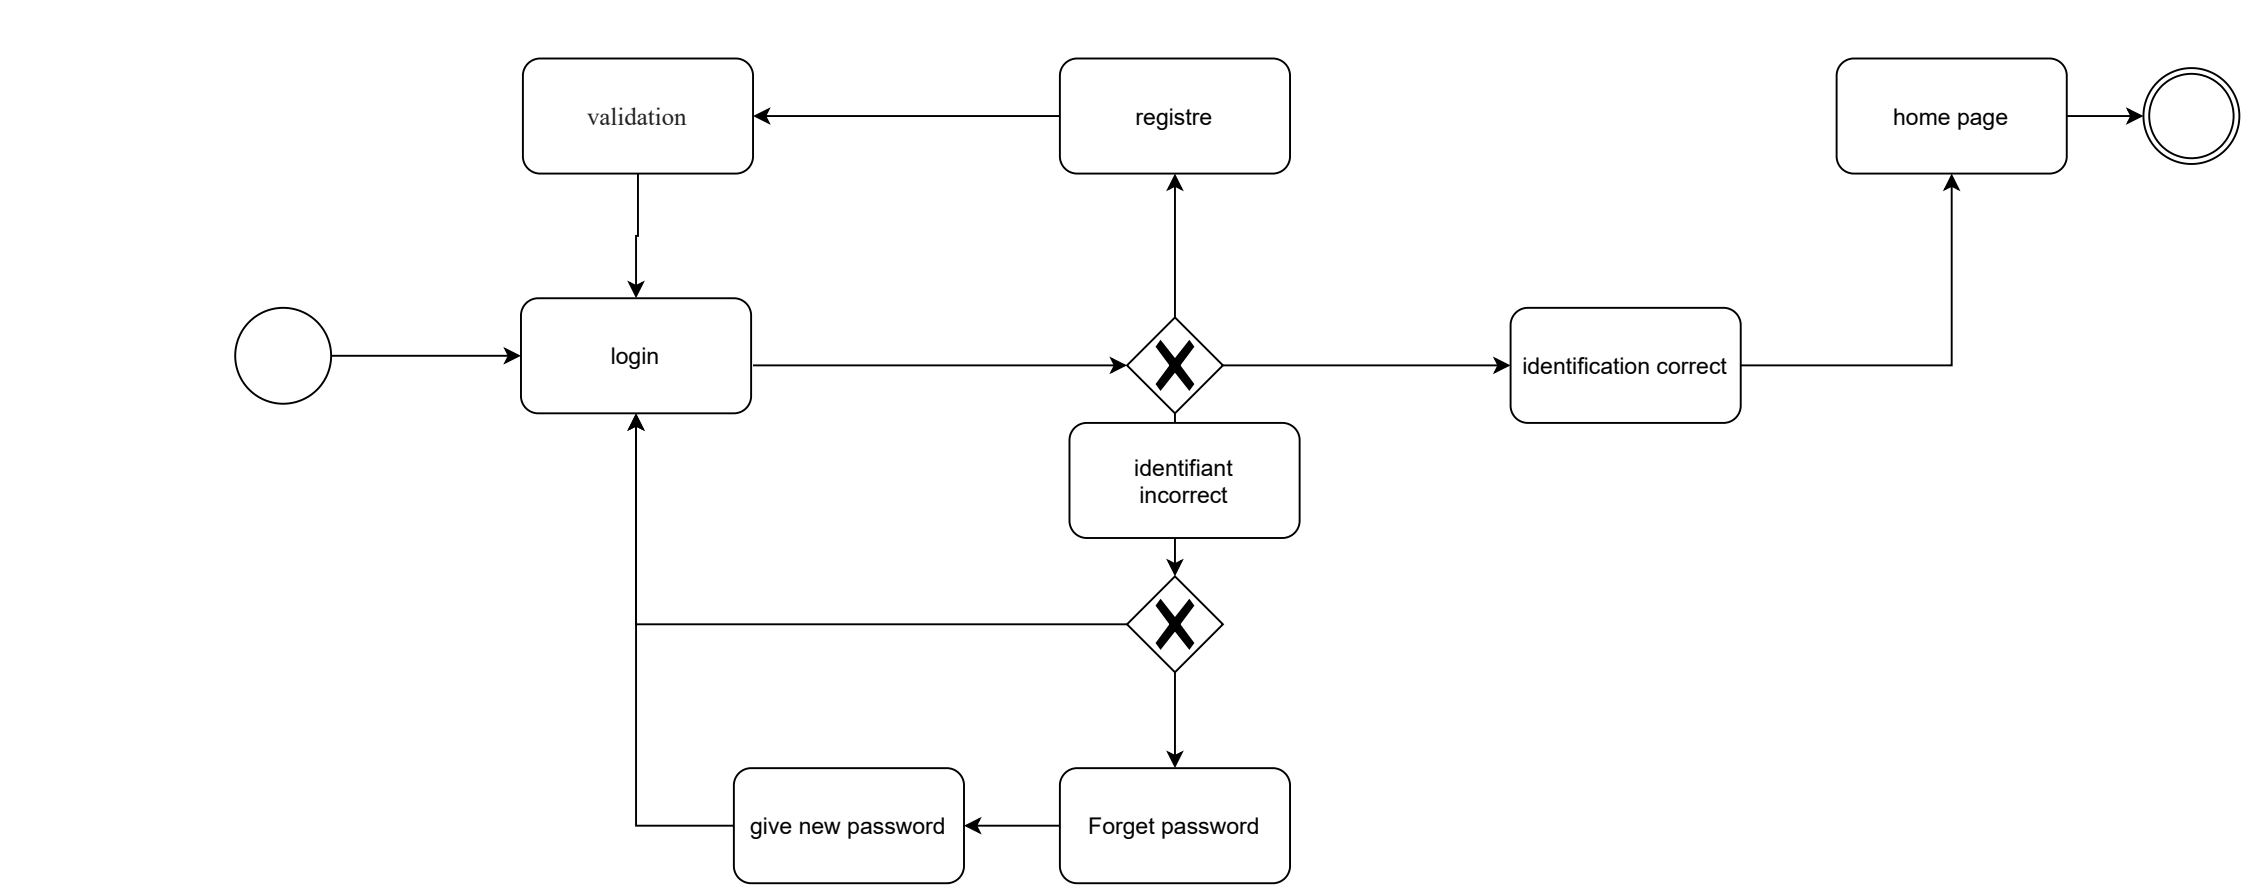 validation
registre
home page
login
identification correct
identifiant
incorrect
give new password
Forget password